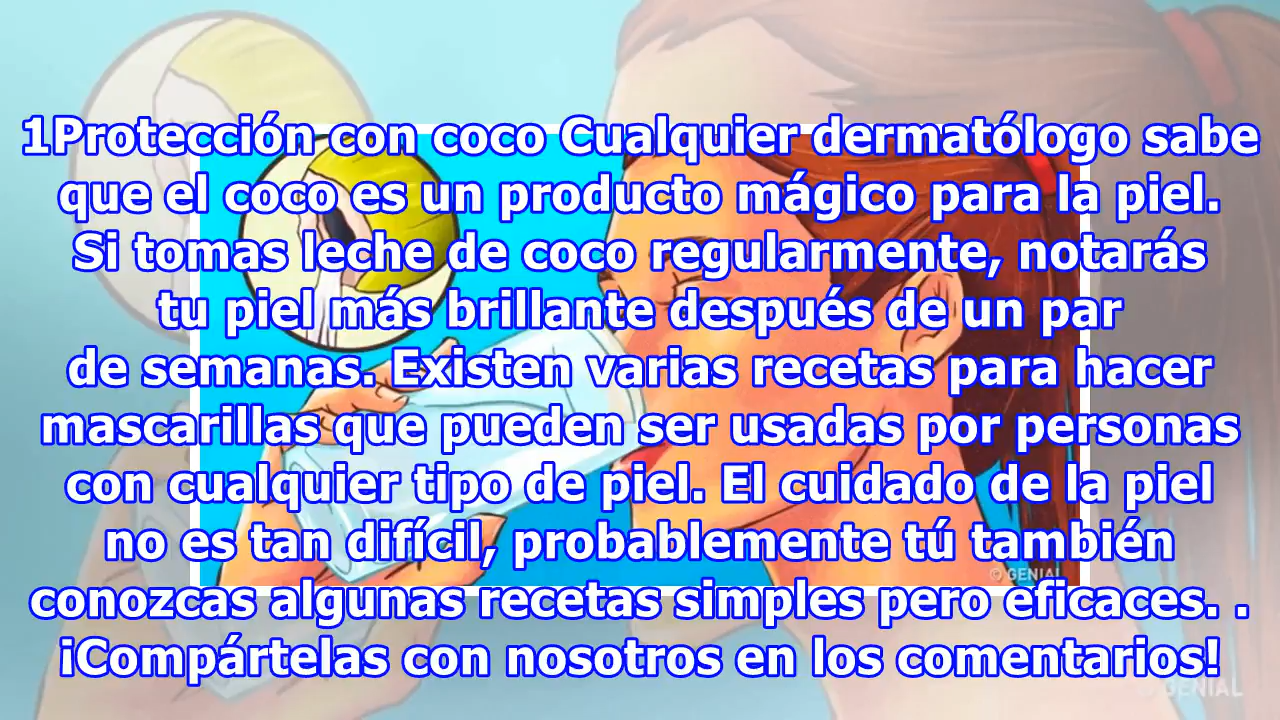 1Protección con coco Cualquier dermatólogo sabe
que el coco es un producto mágico para la piel.
Si tomas leche de coco regularmente, notarás
tu piel más brillante después de un par
de semanas. Existen varias recetas para hacer
mascarillas que pueden ser usadas por personas
con cualquier tipo de piel. El cuidado de la piel
no es tan difícil, probablemente tú también
© GENIAL
conozcas algunas recetas simples pero eficaces. .
¡Compártelas con nosotros en los comentarios!
© GENIAL